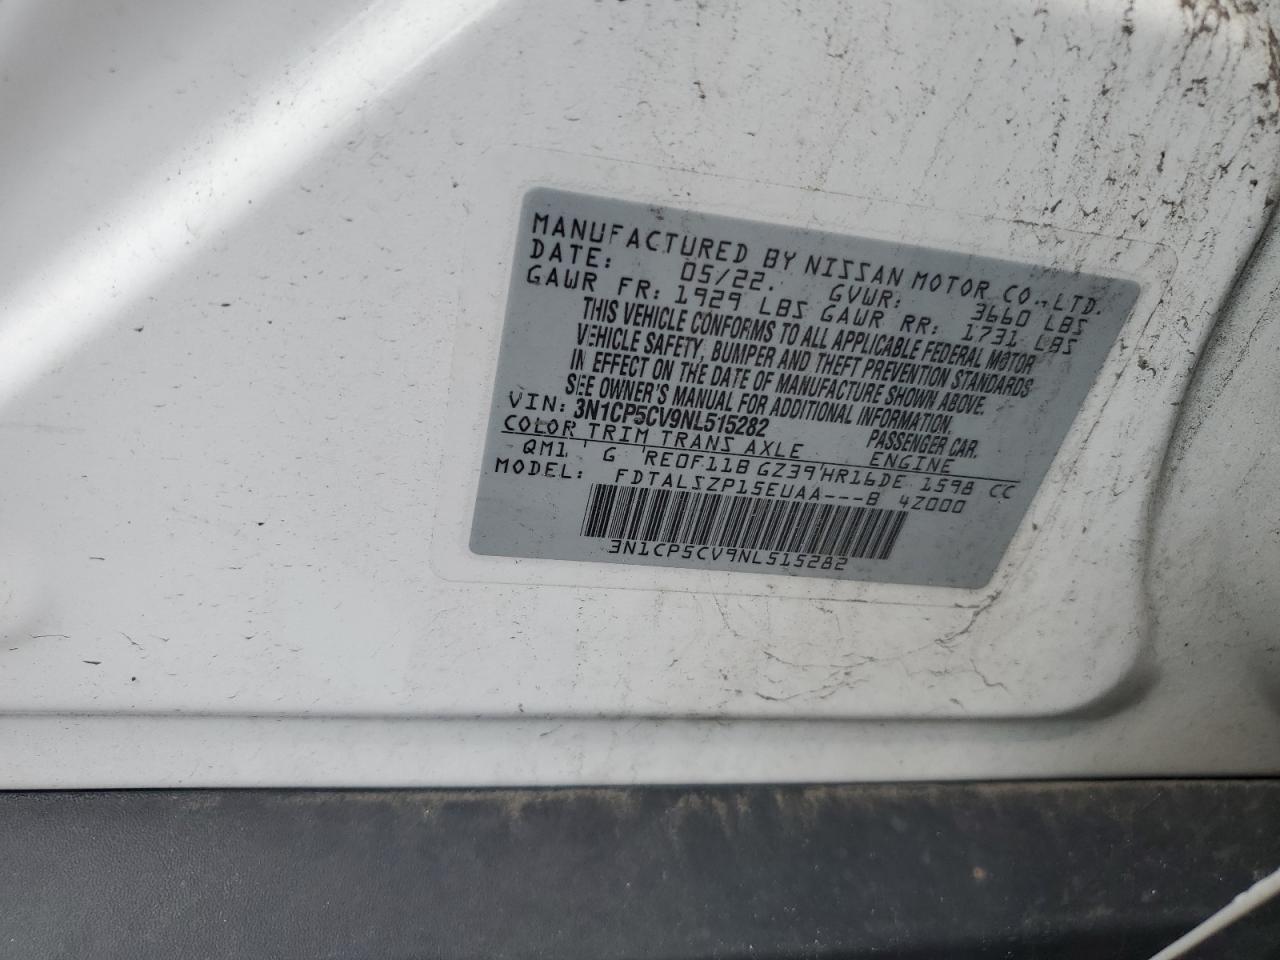 MANUFACTURED BY NISSAN MOTOR CO., LTD.
DATE: 05/22. GVWR: 3660 LBS
GAWR FR: 1929 LBS GAWR RR: 1731 LBS
THIS VEHICLE CONFORMS TO ALL APPLICABLE FEDERAL MOTOR
VEHICLE SAFETY, BUMPER AND THEFT PREVENTION STANDARDS
IN EFFECT ON THE DATE OF MANUFACTURE SHOWN ABOVE.
SEE OWNER'S MANUAL FOR ADDITIONAL INFORMATION.
VIN: 3N1CP5CV9NL515282 PASSENGER CAR.
COLOR TRIM TRANS AXLE ENGINE
QM1 G RE0F11B GZ39 HR16DE 1598 CC
MODEL: FDTALSZP15EUAA---B 4Z000
3N1CP5CV9NL515282